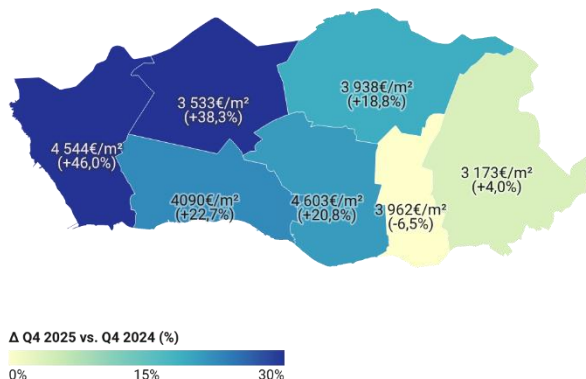 3 533€/m²
(+38,3%)
3 938€/m²
(+18,8%)
4 544€/m²
(+46,0%)
4090€/m²
(+22,7%)
4 603€/m²
(+20,8%)
3 962€/m²
(-6,5%)
3 173€/m²
(+4,0%)
Δ Q4 2025 vs. Q4 2024 (%)
0%
15%
30%